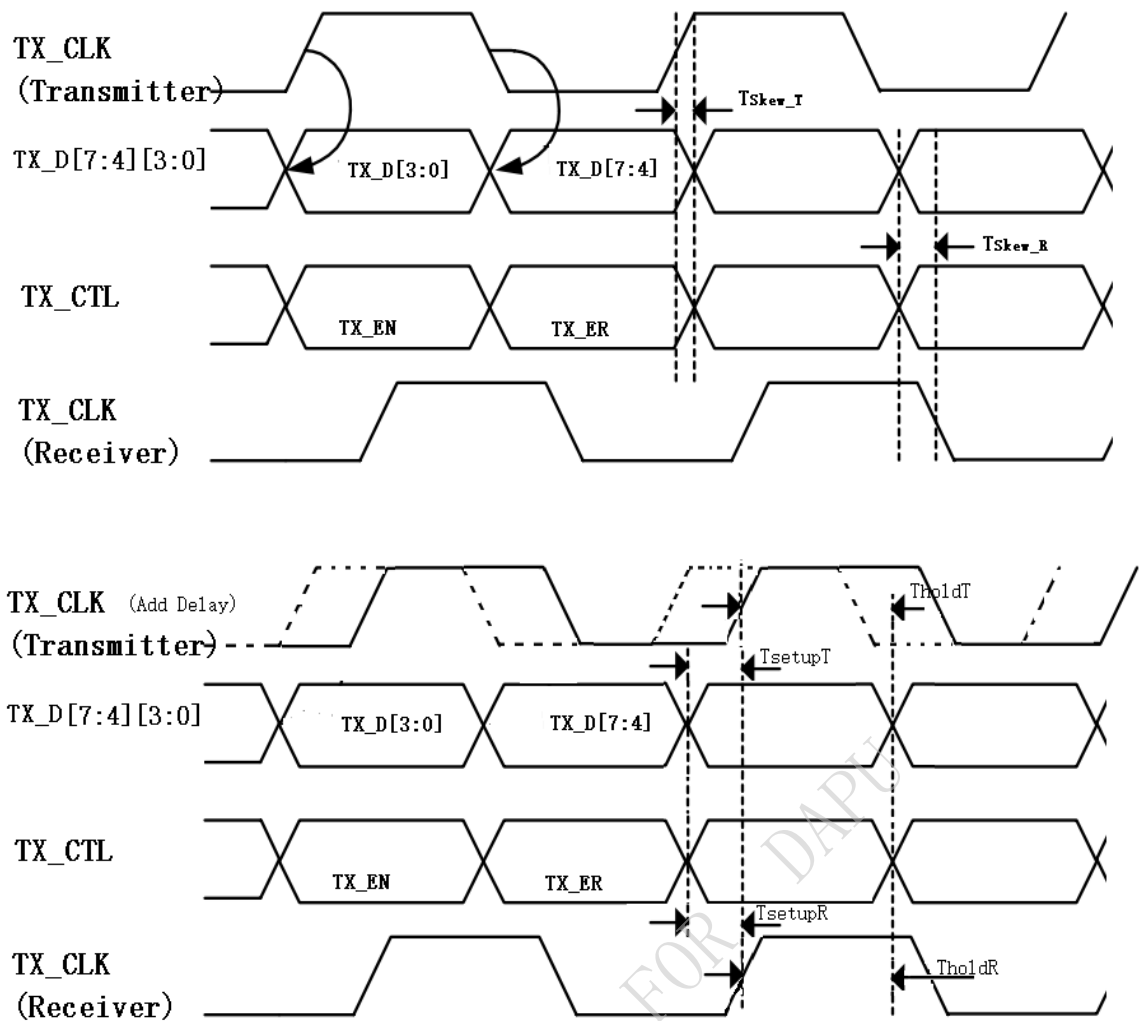 TX_CLK
(Transmitter)
Tskew_T
TX_D[7:4][3:0]
TX_D[3:0]
TX_D[7:4]
Tskew_R
TX_CTL
TX_EN
TX_ER
TX_CLK
(Receiver)
TX_CLK (Add Delay)
(Transmitter)
TholdT
TsetupT
TX_D[7:4][3:0]
TX_D[3:0]
TX_D[7:4]
TX_CTL
TX_EN
TX_ER
TsetupR
TX_CLK
(Receiver)
TholdR
FOR DAPU